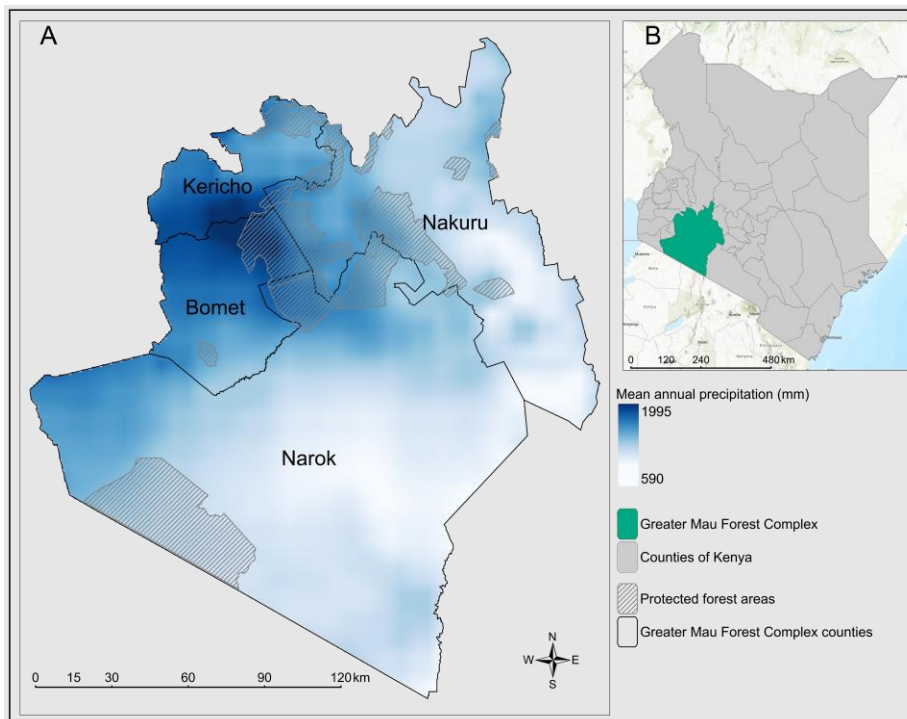 A
Kericho
Nakuru
Bomet
Narok
N
W E
S
0 15 30 60 90 120 km
B
0 120 240 480 km
Mean annual precipitation (mm)
1995
590
Greater Mau Forest Complex
Counties of Kenya
Protected forest areas
Greater Mau Forest Complex counties